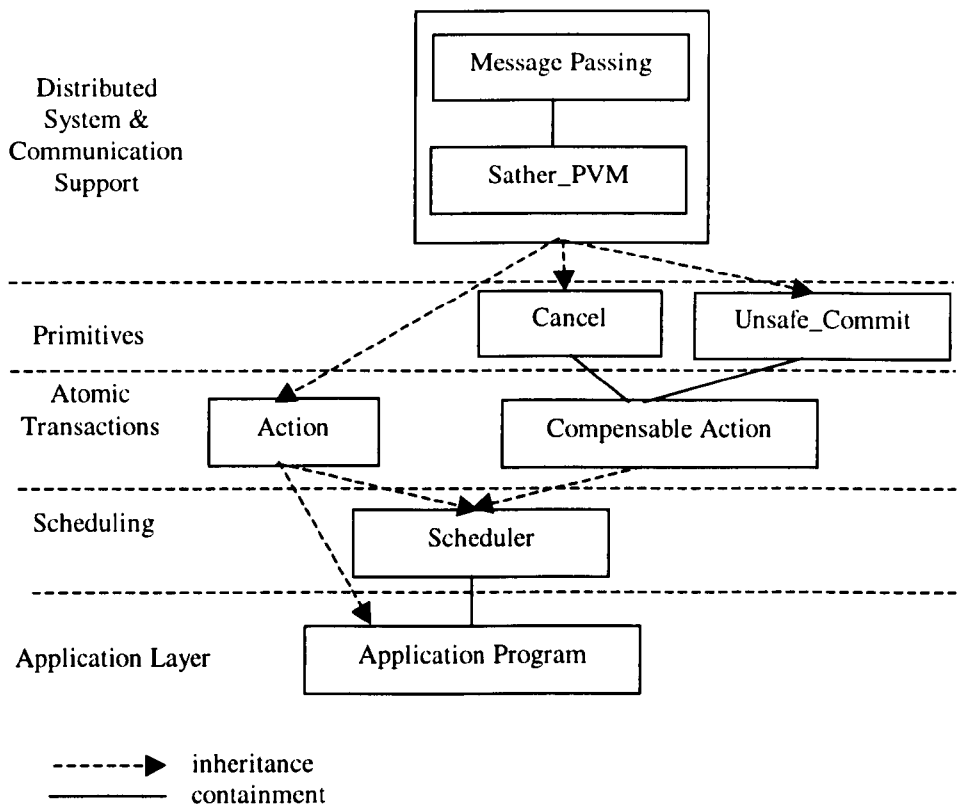 Message Passing
Distributed
System &
Communication
Support
Sather_PVM
Primitives
Cancel
Unsafe_Commit
Atomic
Transactions
Action
Compensable Action
Scheduling
Scheduler
Application Layer
Application Program
inheritance
containment